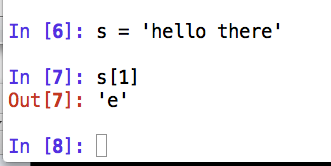 In [6]: s = 'hello there'
In [7]: s[1]
Out[7]: 'e'
In [8]: